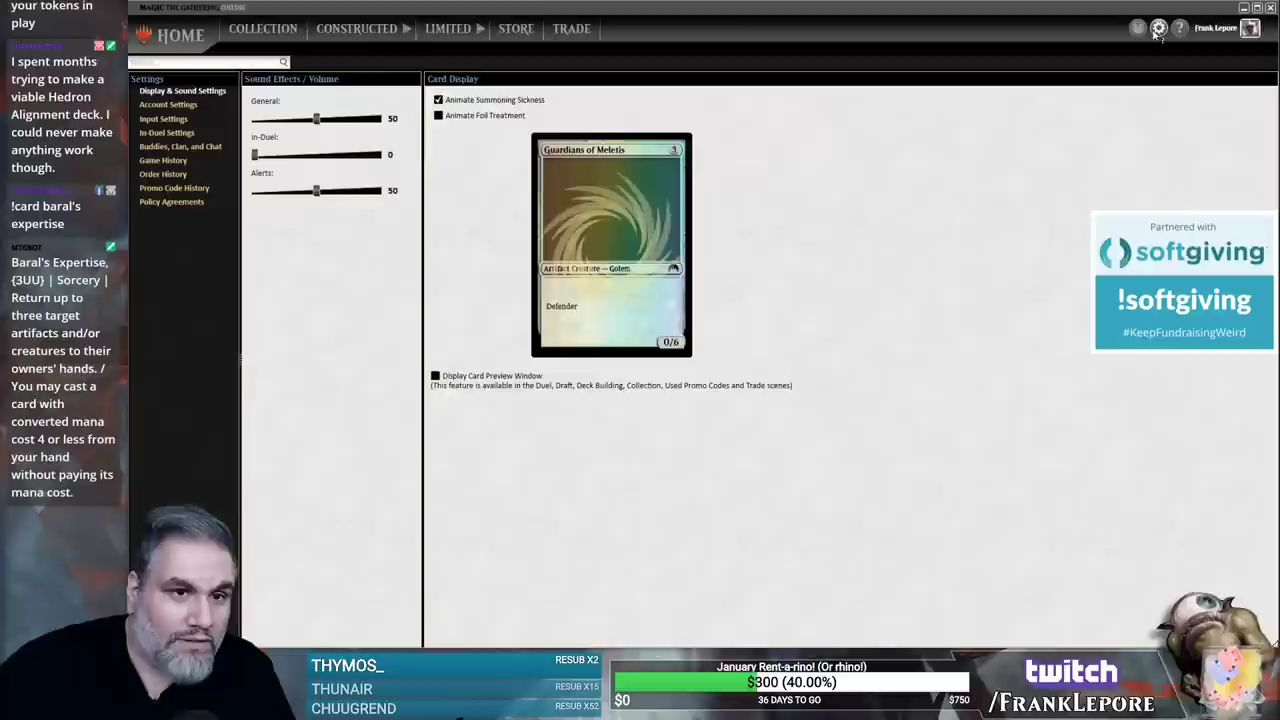 your tokens in
play
I spent months
trying to make a
viable Hedron
Alignment deck. I
could never make
anything work
though.
!card baral's
expertise
MTGBOT
Baral's Expertise,
{3UU} | Sorcery |
Return up to
three target
artifacts and/or
creatures to their
owners' hands. /
You may cast a
card with
converted mana
cost 4 or less from
your hand
without paying its
mana cost.
MAGIC THE GATHERING ONLINE
HOME
COLLECTION
CONSTRUCTED
LIMITED
STORE
TRADE
?
Frank Lepore
Settings
Display & Sound Settings
Account Settings
Input Settings
In-Duel Settings
Buddies, Clan, and Chat
Game History
Order History
Promo Code History
Policy Agreements
Sound Effects / Volume
General:
50
In-Duel:
0
Alerts:
50
Card Display
Animate Summoning Sickness
Animate Foil Treatment
Guardians of Meletis 3
Artifact Creature — Golem
Defender
0/6
Display Card Preview Window
(This feature is available in the Duel, Draft, Deck Building, Collection, Used Promo Codes and Trade scenes)
Partnered with
softgiving
!softgiving
#KeepFundraisingWeird
THYMOS_ RESUB X2
THUNAIR RESUB X15
CHUUGREND RESUB X52
January Rent-a-rino! (Or rhino!)
$300 (40.00%)
$0 36 DAYS TO GO $750
twitch
/FRANKLEPORE